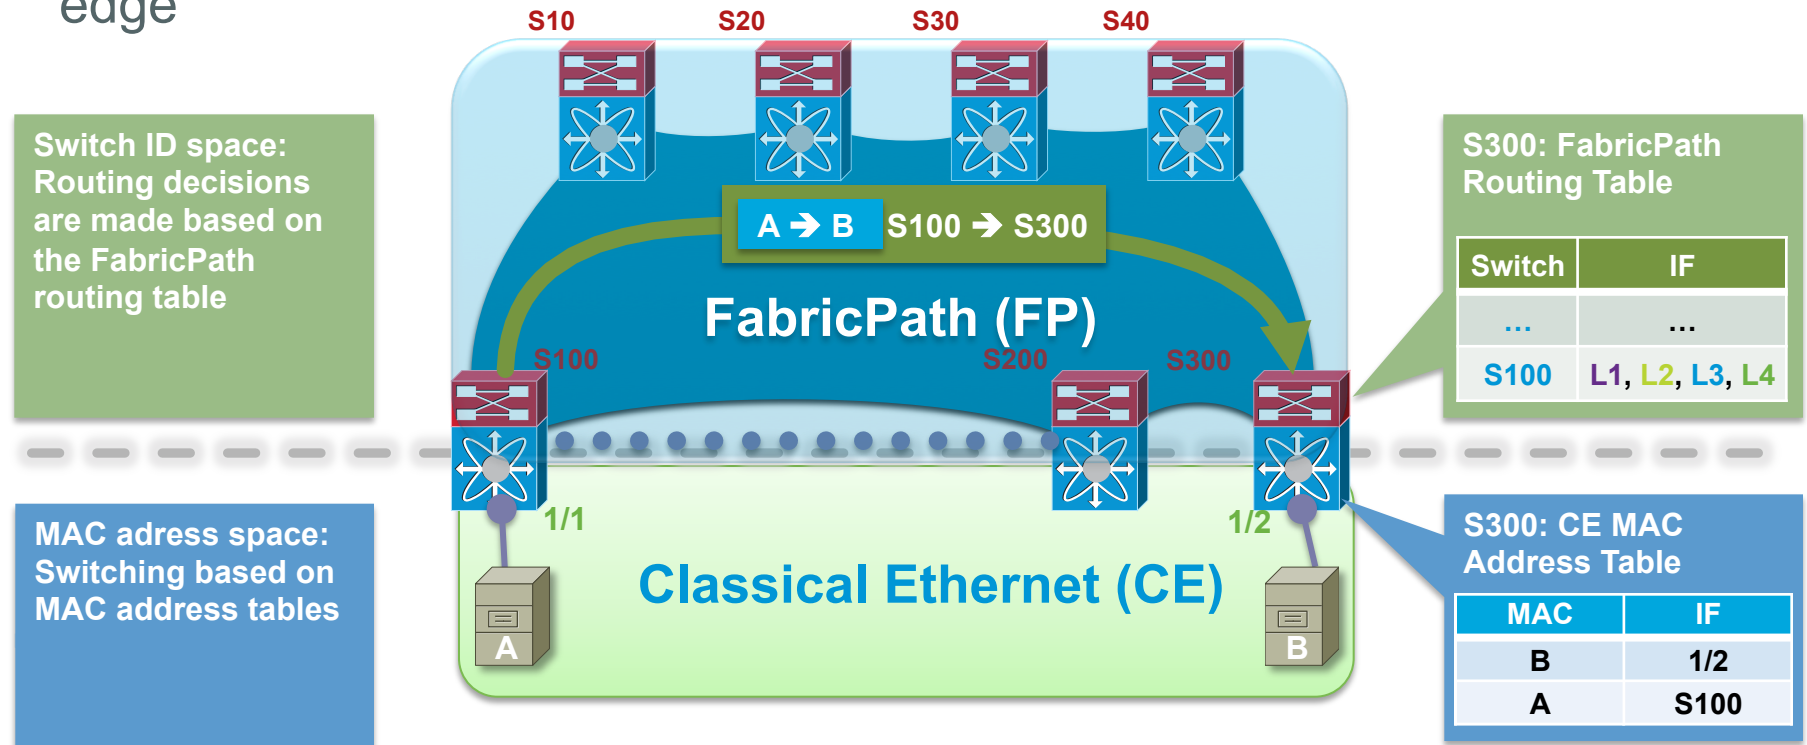 edge
S10 S20 S30 S40
Switch ID space:
Routing decisions
are made based on
the FabricPath
routing table
A ➔ B S100 ➔ S300
FabricPath (FP)
S100 S200 S300
S300: FabricPath
Routing Table
Switch IF
... ...
S100 L1, L2, L3, L4
MAC adress space:
Switching based on
MAC address tables
1/1 1/2
Classical Ethernet (CE)
A B
S300: CE MAC
Address Table
MAC IF
B 1/2
A S100